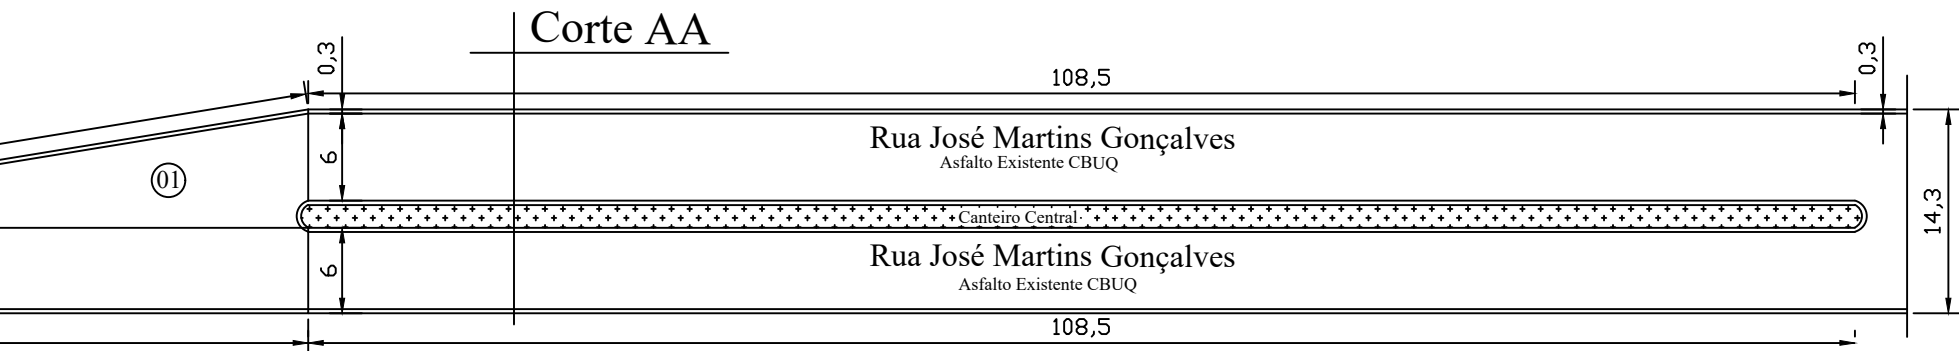 Corte AA
0,3
108,5
0,3
Rua José Martins Gonçalves
Asfalto Existente CBUQ
6
01
Canteiro Central
14,3
Rua José Martins Gonçalves
Asfalto Existente CBUQ
6
108,5